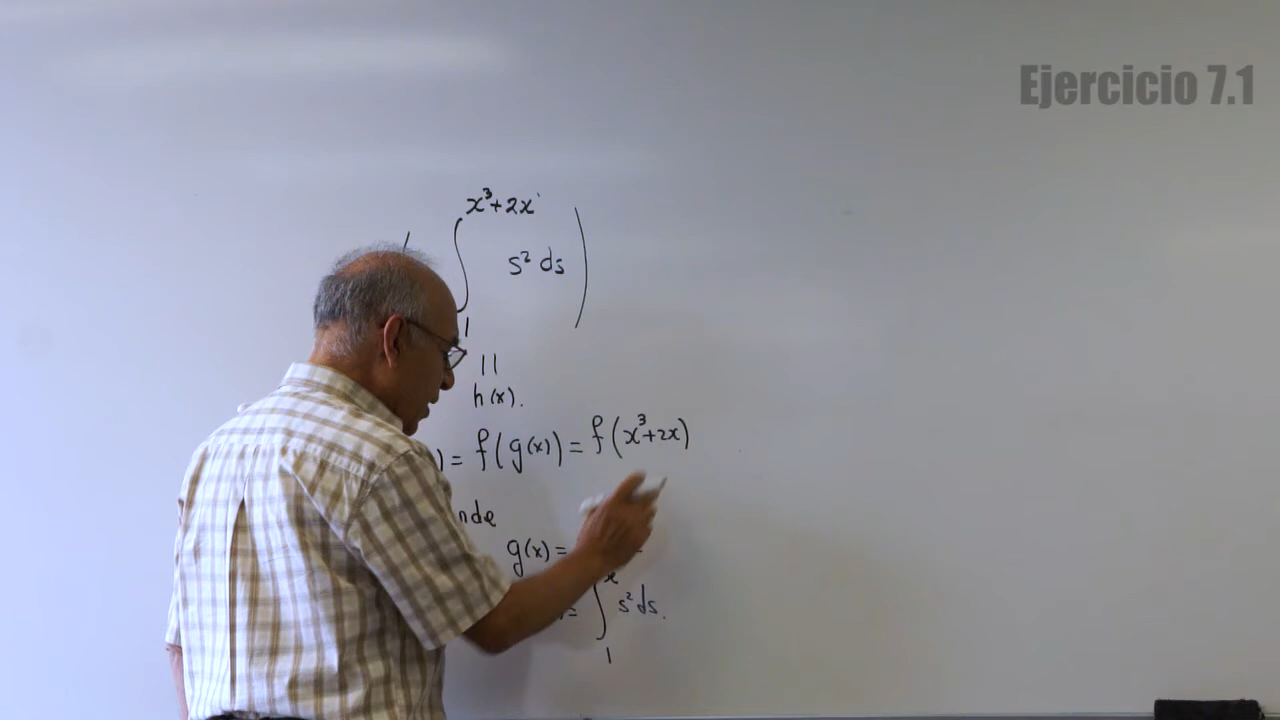 Ejercicio 7.1
x³+2x
∫ s² ds )
1
||
h(x).
) = f(g(x)) = f(x³+2x)
nde
g(x)=
= ∫ s² ds.
1